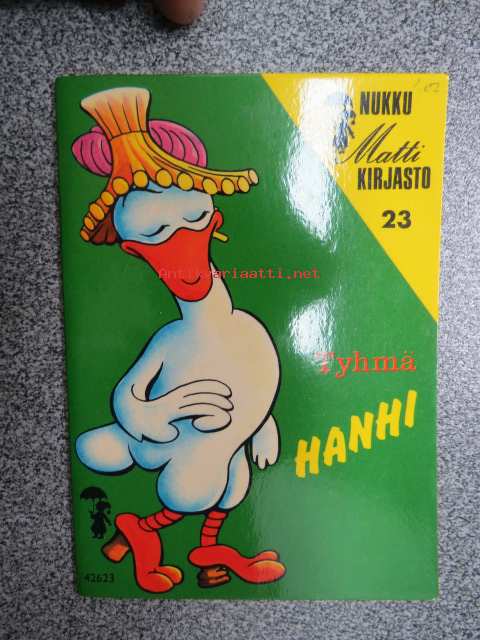 NUKKU
Matti
KIRJASTO
23
Antikvariaatti.net
Tyhmä
HANHI
42623